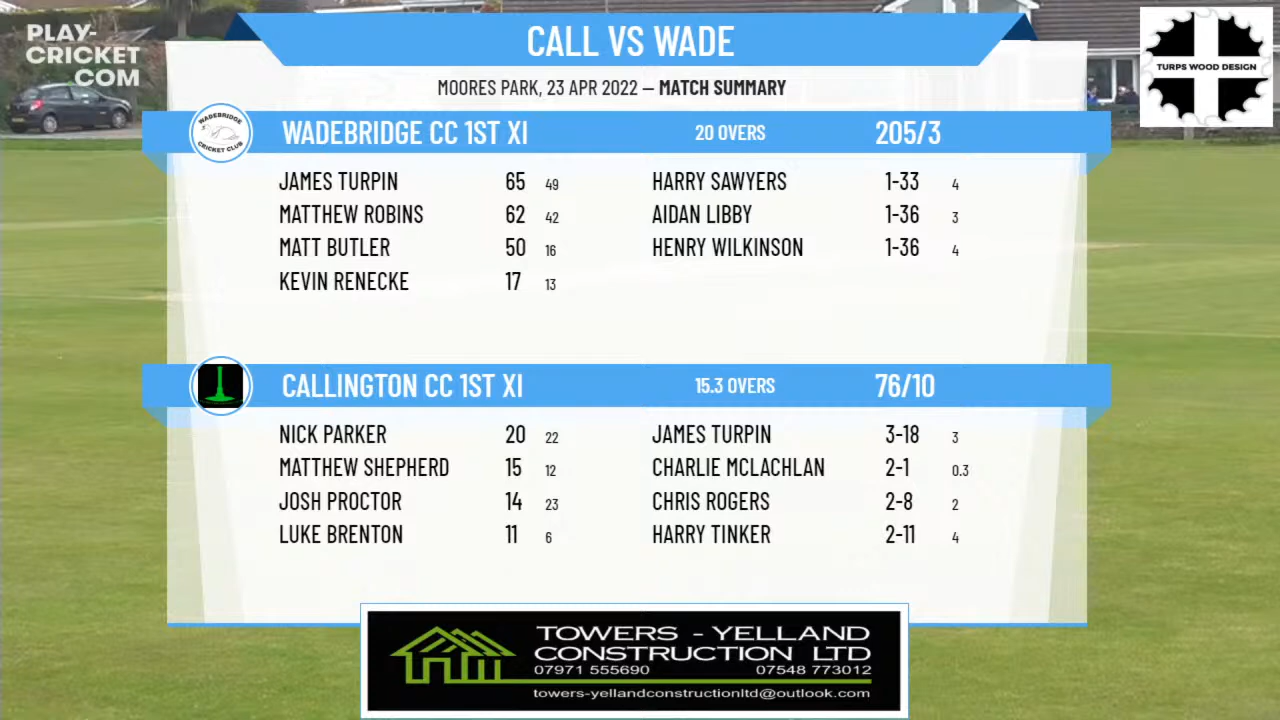 PLAY-
CRICKET
.COM
CALL VS WADE
TURPS WOOD DESIGN
MOORES PARK, 23 APR 2022 – MATCH SUMMARY
WADEBRIDGE
CRICKET CLUB
WADEBRIDGE CC 1ST XI 20 OVERS 205/3
JAMES TURPIN 65 49 HARRY SAWYERS 1-33 4
MATTHEW ROBINS 62 42 AIDAN LIBBY 1-36 3
MATT BUTLER 50 16 HENRY WILKINSON 1-36 4
KEVIN RENECKE 17 13
CALLINGTON CC 1ST XI 15.3 OVERS 76/10
NICK PARKER 20 22 JAMES TURPIN 3-18 3
MATTHEW SHEPHERD 15 12 CHARLIE MCLACHLAN 2-1 0.3
JOSH PROCTOR 14 23 CHRIS ROGERS 2-8 2
LUKE BRENTON 11 6 HARRY TINKER 2-11 4
TOWERS - YELLAND
CONSTRUCTION LTD
07971 555690 07548 773012
towers-yellandconstructionltd@outlook.com